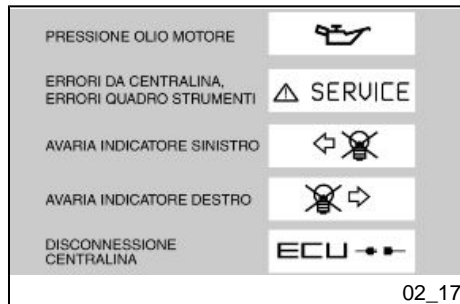 PRESSIONE OLIO MOTORE
ERRORI DA CENTRALINA,
ERRORI QUADRO STRUMENTI
SERVICE
AVARIA INDICATORE SINISTRO
AVARIA INDICATORE DESTRO
DISCONNESSIONE
CENTRALINA
ECU
02_17